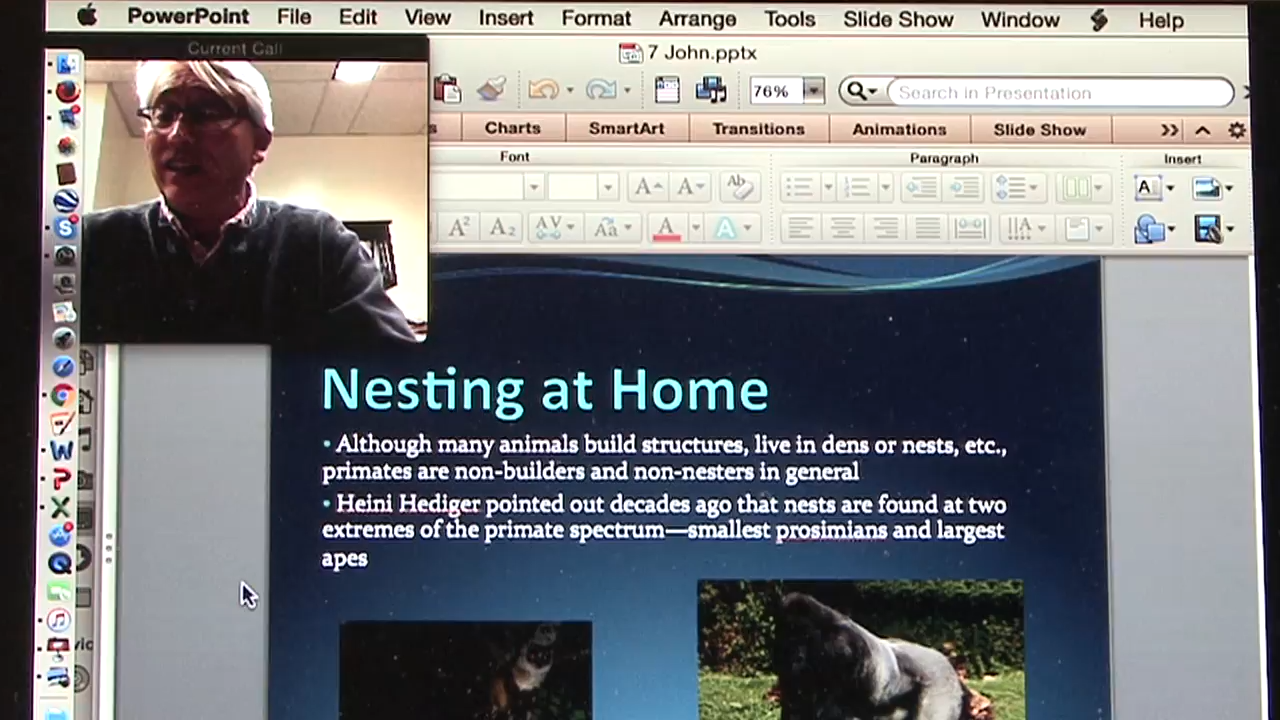 PowerPoint File Edit View Insert Format Arrange Tools Slide Show Window Help
Current Call
7 John.pptx
76% Search in Presentation
Charts SmartArt Transitions Animations Slide Show
Font Paragraph Insert
Nesting at Home
• Although many animals build structures, live in dens or nests, etc.,
primates are non-builders and non-nesters in general
• Heini Hediger pointed out decades ago that nests are found at two
extremes of the primate spectrum—smallest prosimians and largest
apes